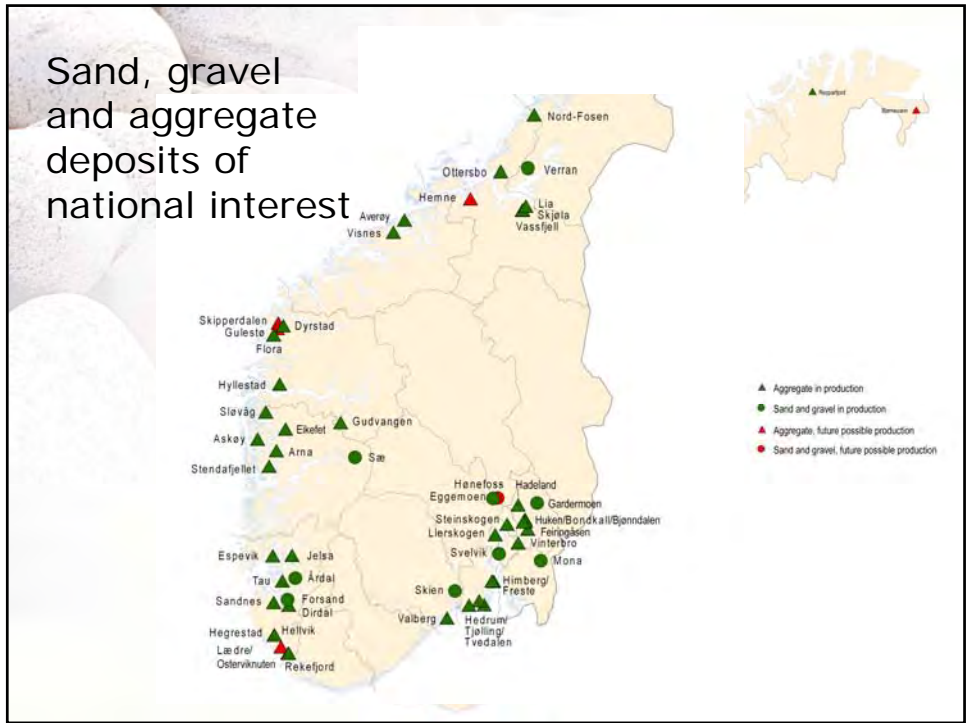 Sand, gravel
and aggregate
deposits of
national interest
Repparfjord
Nord-Fosen
Ottersbo
Verran
Hemne
Lia
Skjøla
Vassfjell
Averøy
Visnes
Skipperdalen
Dyrstad
Gulestø
Flora
Hyllestad
Sløvåg
Gudvangen
Eikefet
Askøy
Arna
Sæ
Stendafjellet
Hønefoss
Hadeland
Eggemoen
Gardermoen
Steinskogen
Huken/Bondkall/Bjønndalen
Lierskogen
Feiringåsen
Vinterbro
Svelvik
Mona
Espevik
Jelsa
Tau
Årdal
Skien
Himberg/
Freste
Sandnes
Forsand
Dirdal
Valberg
Hedrum/
Tjølling/
Tvedalen
Hegrestad
Hellvik
Lædre/
Osterviknuten
Rekefjord
Aggregate in production
Sand and gravel in production
Aggregate, future possible production
Sand and gravel, future possible production